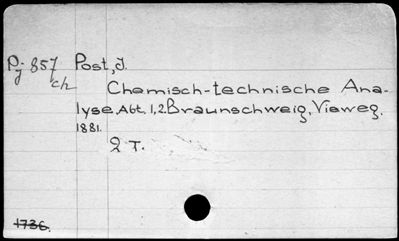 Pj 857 Post, J.
ch Chemisch-technische Ana-
lyse. Abt. 1,2. Braunschweig, Vieweg.
1881.
2 T.
1736.